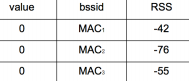 value bssid RSS
0 MAC₁ -42
0 MAC₂ -76
0 MAC₃ -55